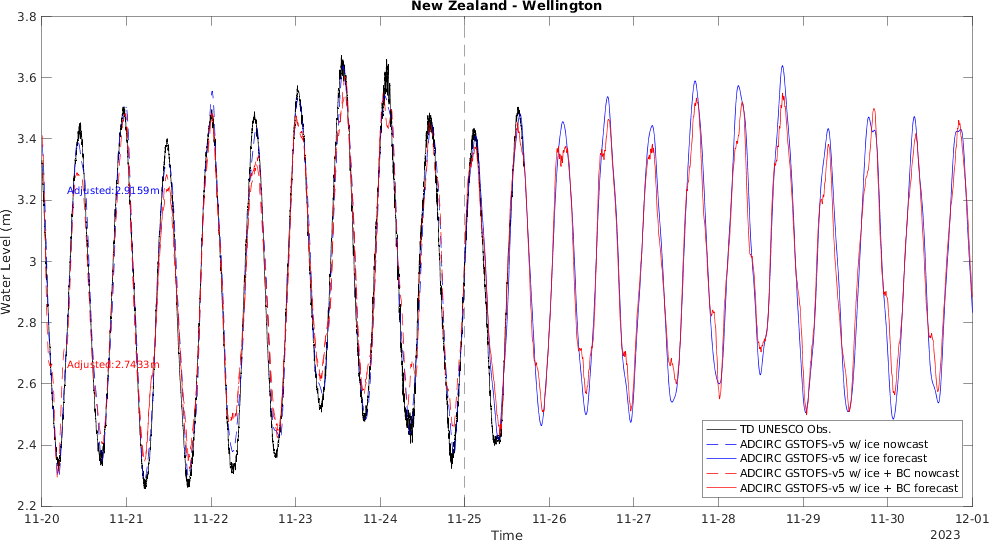 New Zealand - Wellington
3.8
3.6
3.4
3.2
3
2.8
2.6
2.4
2.2
Water Level (m)
Adjusted:2.9159m
Adjusted:2.7433m
TD UNESCO Obs.
ADCIRC GSTOFS-v5 w/ ice nowcast
ADCIRC GSTOFS-v5 w/ ice forecast
ADCIRC GSTOFS-v5 w/ ice + BC nowcast
ADCIRC GSTOFS-v5 w/ ice + BC forecast
11-20 11-21 11-22 11-23 11-24 11-25 11-26 11-27 11-28 11-29 11-30 12-01
Time
2023